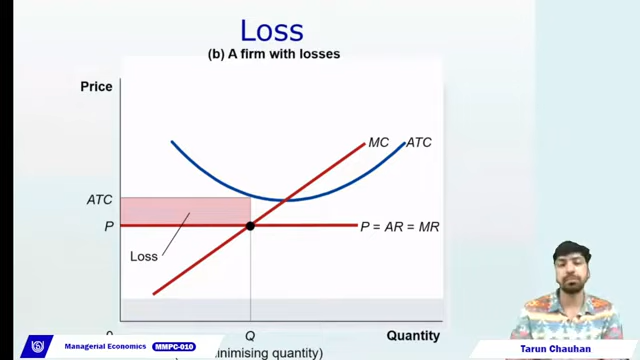 Loss
(b) A firm with losses
Price
MC
ATC
ATC
P
P = AR = MR
Loss
0
Q
Quantity
inimising quantity)
Managerial Economics MMPC-010
Tarun Chauhan